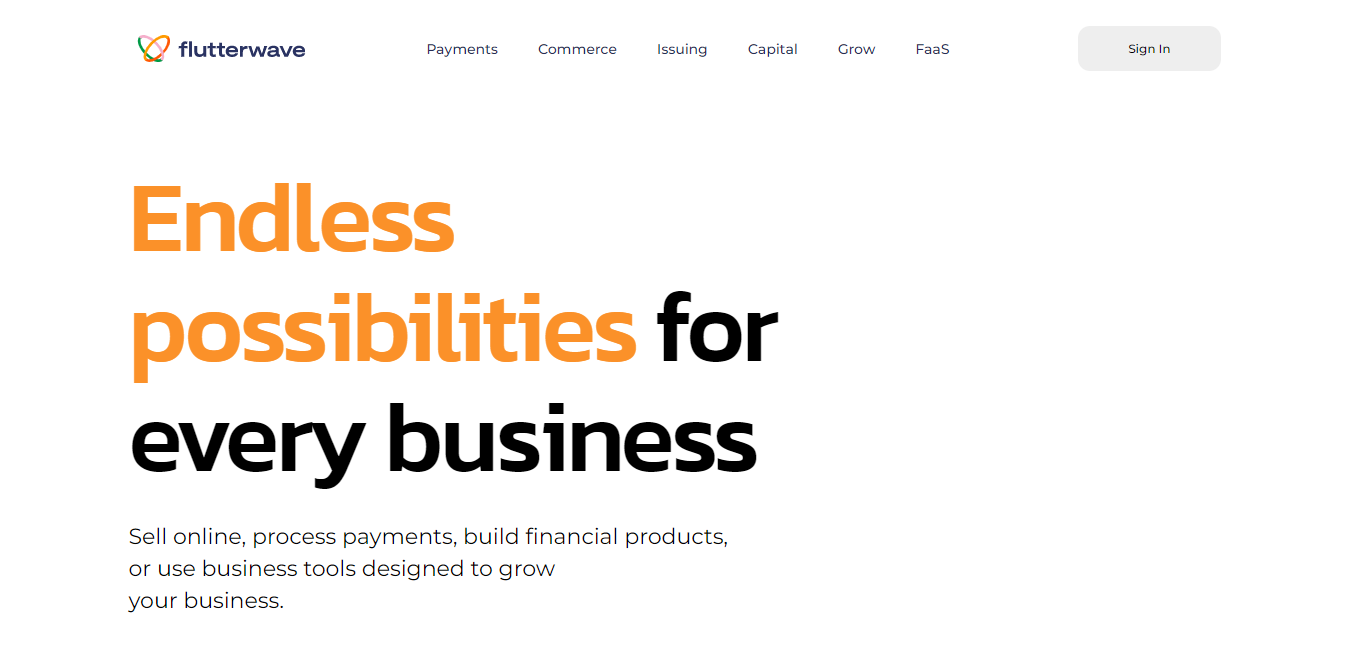 flutterwave
Payments Commerce Issuing Capital Grow FaaS
Sign In
Endless
possibilities for
every business
Sell online, process payments, build financial products,
or use business tools designed to grow
your business.